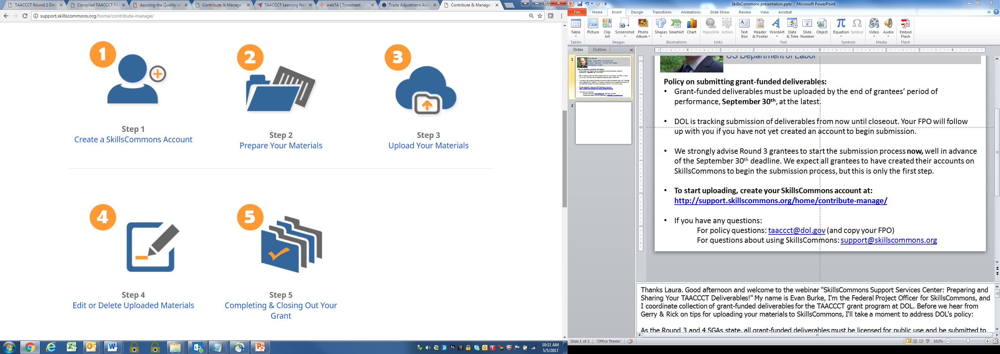 TAACCCT Round 2 Deli
Compiled TAACCCT FA
Assuring the Quality of
Contribute & Manage
TAACCCT Learning Net
webTA | Timesheet
Trade Adjustment Assis
Contribute & Manage
support.skillscommons.org/home/contribute-manage/
1
2
3
Step 1
Create a SkillsCommons Account
Step 2
Prepare Your Materials
Step 3
Upload Your Materials
4
5
Step 4
Edit or Delete Uploaded Materials
Step 5
Completing & Closing Out Your
Grant
10:11 AM
5/5/2017
SkillsCommons presentation.pptx - Microsoft PowerPoint
File Home Insert Design Transitions Animations Slide Show Review View Acrobat
Table Picture Clip Art Screenshot Photo Album Shapes SmartArt Chart Hyperlink Action Text Box Header & Footer WordArt Date & Time Slide Number Object Equation Symbol Video Audio Embed Flash
Tables Images Illustrations Links Text Symbols Media Flash
Slides Outline
1
2
US Department of Labor
Policy on submitting grant-funded deliverables:
• Grant-funded deliverables must be uploaded by the end of grantees’ period of
performance, September 30th, at the latest.
• DOL is tracking submission of deliverables from now until closeout. Your FPO will follow
up with you if you have not yet created an account to begin submission.
• We strongly advise Round 3 grantees to start the submission process now, well in advance
of the September 30th deadline. We expect all grantees to have created their accounts on
SkillsCommons to begin the submission process, but this is only the first step.
• To start uploading, create your SkillsCommons account at:
http://support.skillscommons.org/home/contribute-manage/
• If you have any questions:
For policy questions: taaccct@dol.gov (and copy your FPO)
For questions about using SkillsCommons: support@skillscommons.org
Thanks Laura. Good afternoon and welcome to the webinar "SkillsCommons Support Services Center: Preparing and
Sharing Your TAACCCT Deliverables!" My name is Evan Burke, I'm the Federal Project Officer for SkillsCommons, and
I coordinate collection of grant-funded deliverables for the TAACCCT grant program at DOL. Before we hear from
Gerry & Rick on tips for uploading your materials to SkillsCommons, I'll take a moment to address DOL's policy:
As the Round 3 and 4 SGAs state, all grant-funded deliverables must be licensed for public use and be submitted to
Slide 1 of 2 "Office Theme" 102%